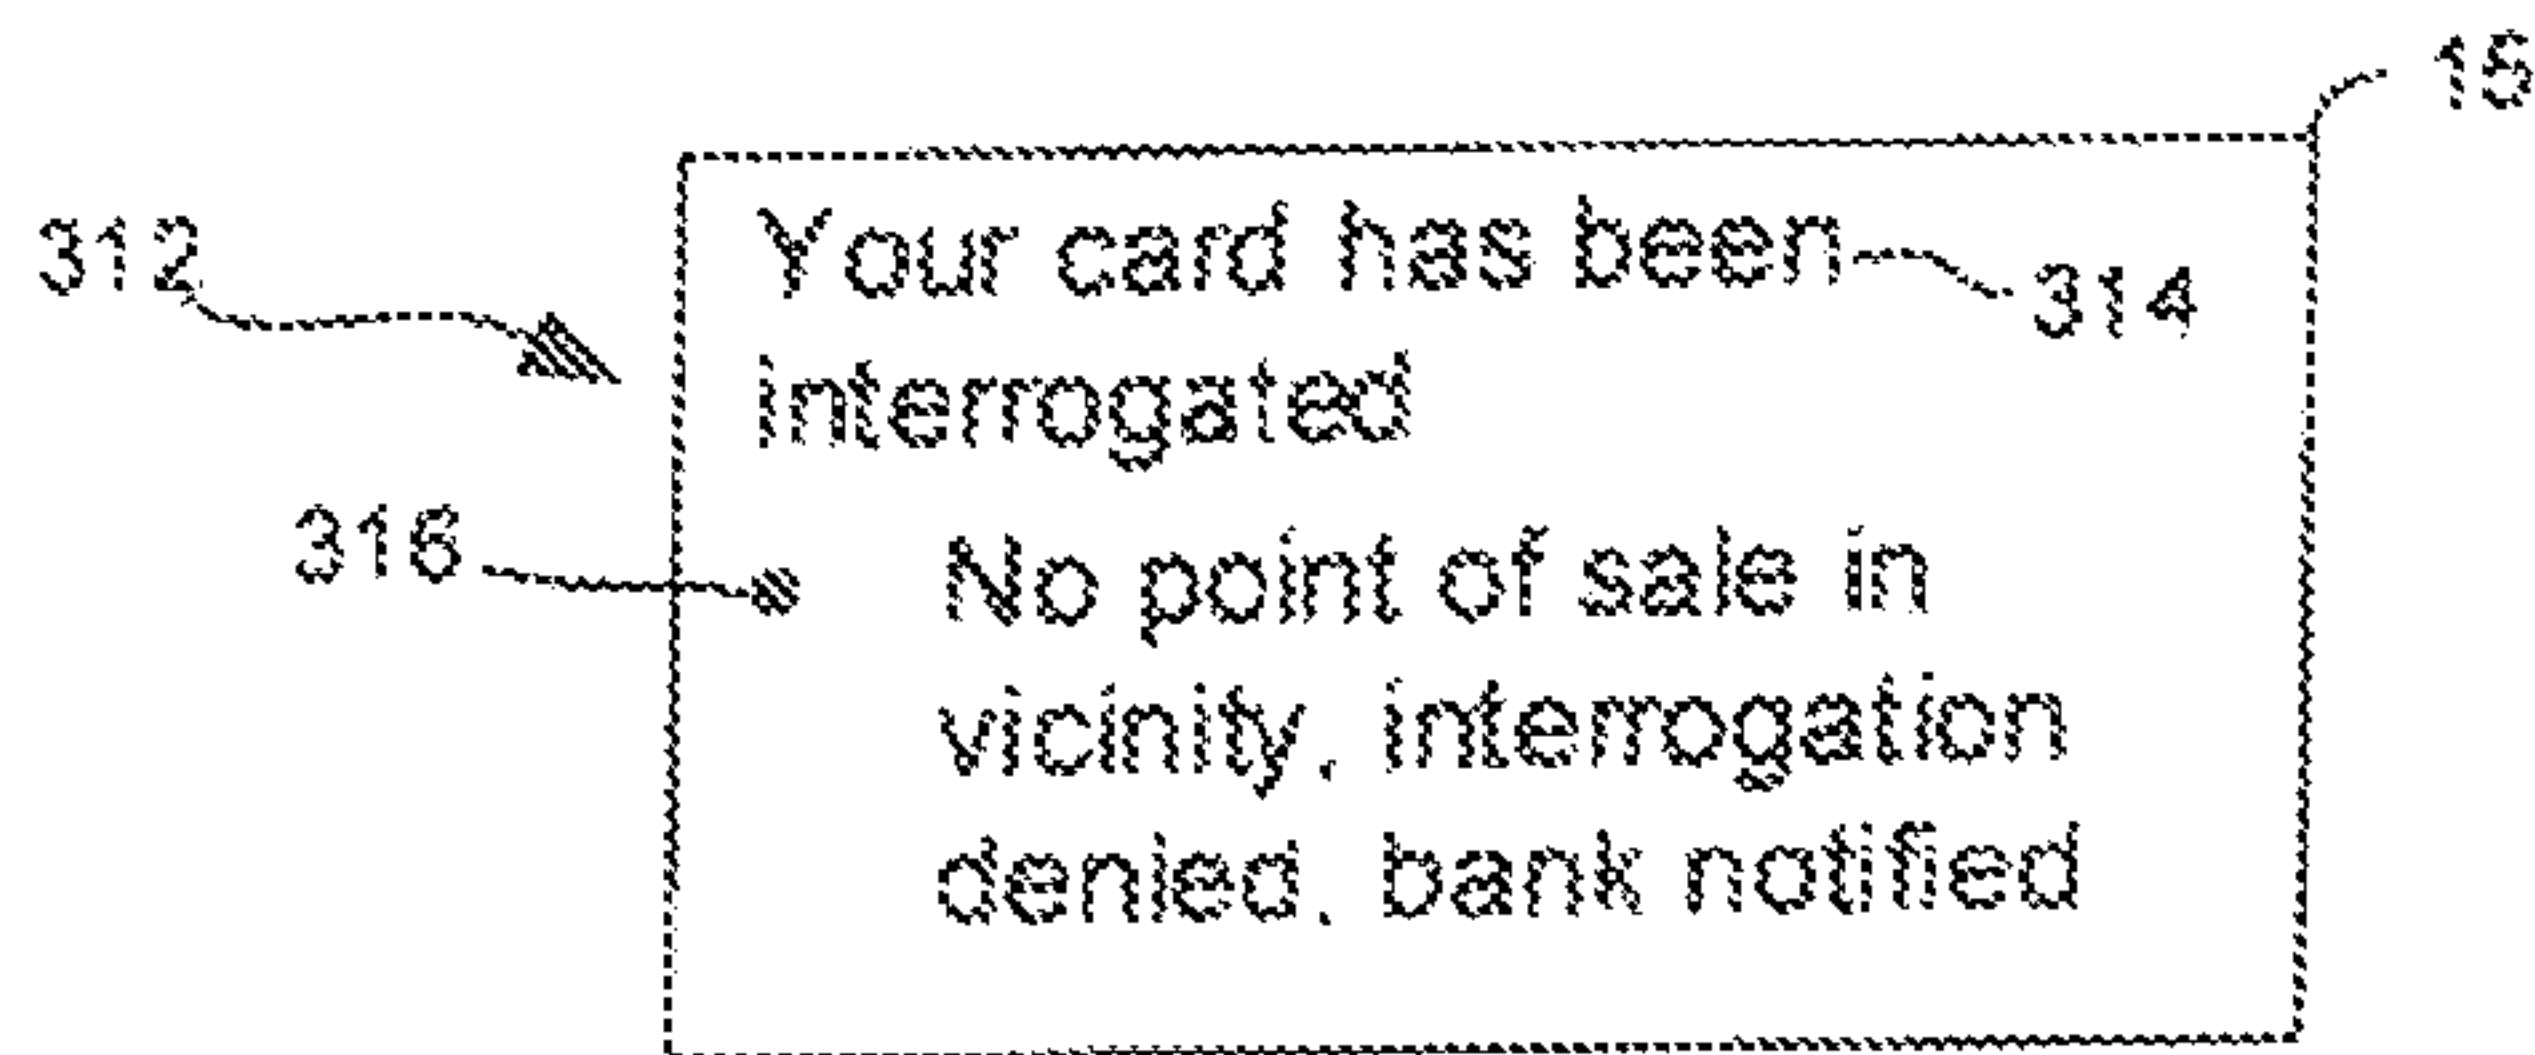 15
312
Your card has been
314
interrogated
316
No point of sale in
vicinity, interrogation
denied, bank notified